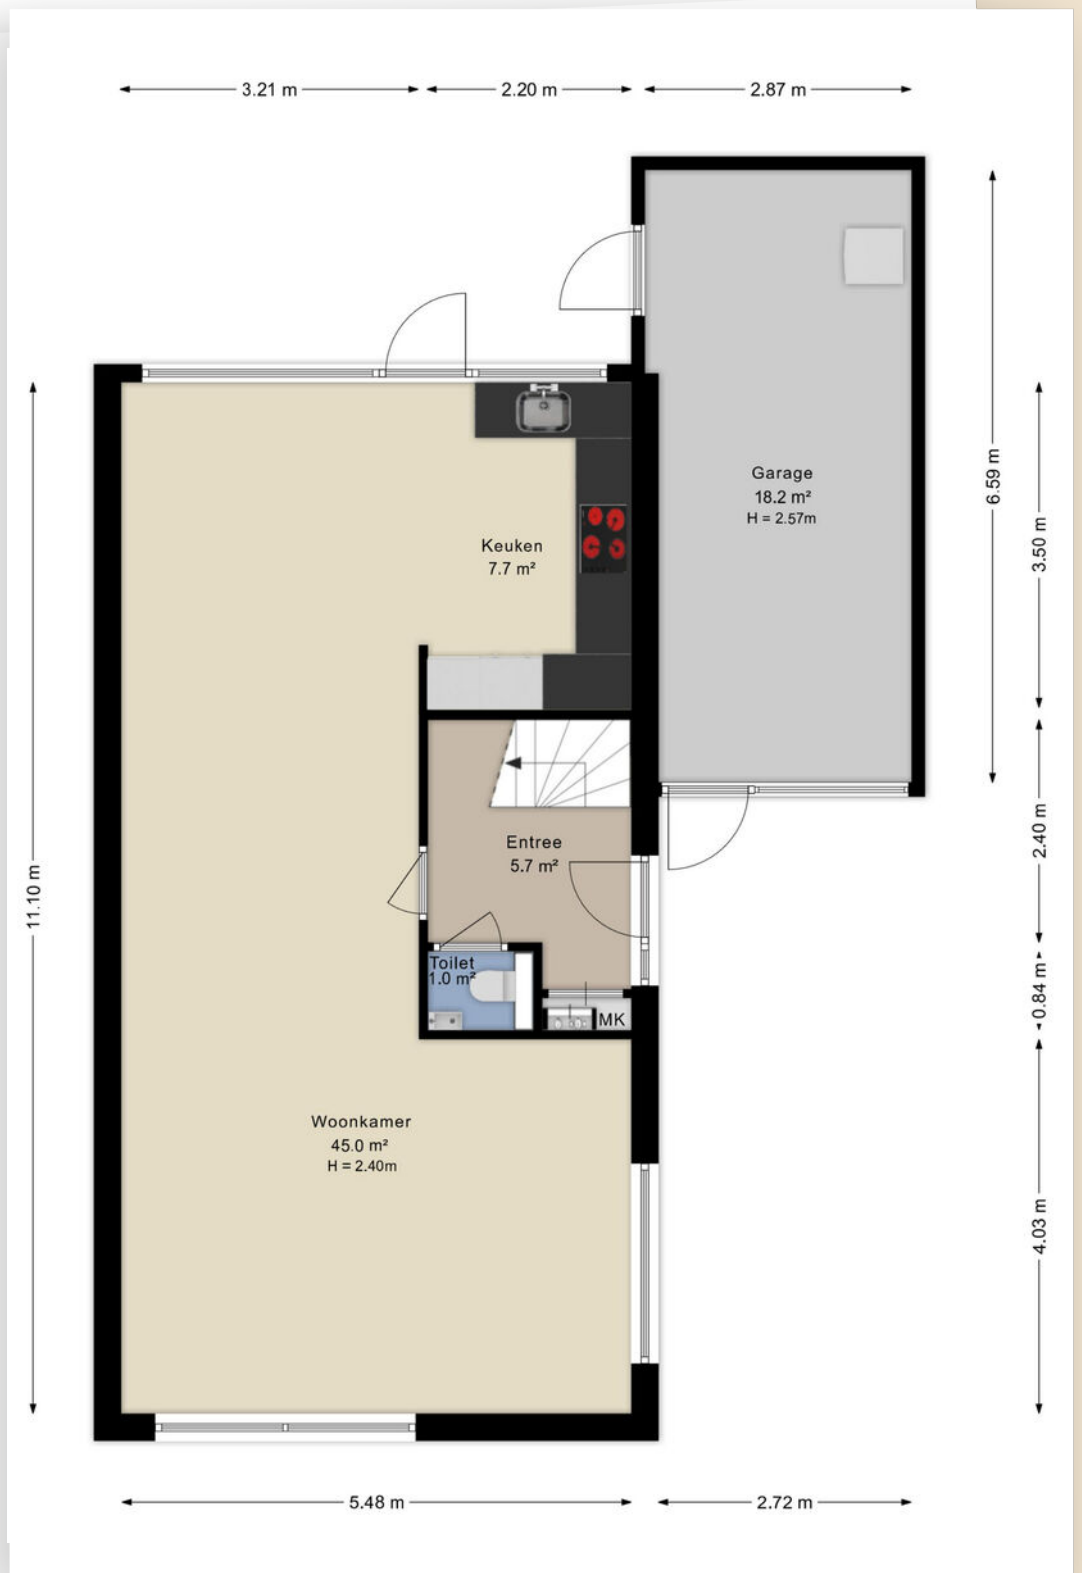 3.21 m
2.20 m
2.87 m
6.59 m
3.50 m
Garage
18.2 m²
H = 2.57m
Keuken
7.7 m²
2.40 m
Entree
5.7 m²
11.10 m
Toilet
1.0 m²
0.84 m
MK
Woonkamer
45.0 m²
H = 2.40m
4.03 m
5.48 m
2.72 m